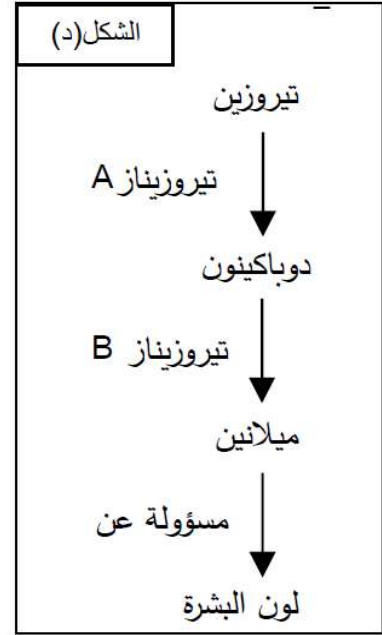 الشكل(د)
تيروزين
تيروزيناز A
دوباكينون
تيروزيناز B
ميلانين
مسؤولة عن
لون البشرة